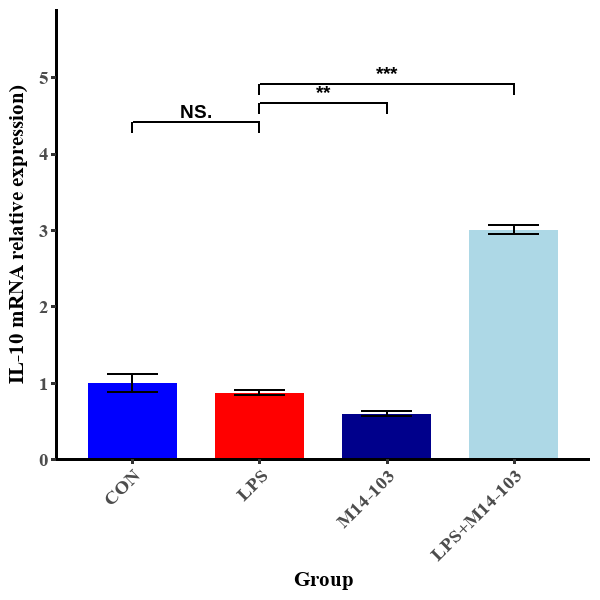 IL-10 mRNA relative expression)
5
4
3
2
1
0
***
**
NS.
CON
LPS
M14-103
LPS+M14-103
Group